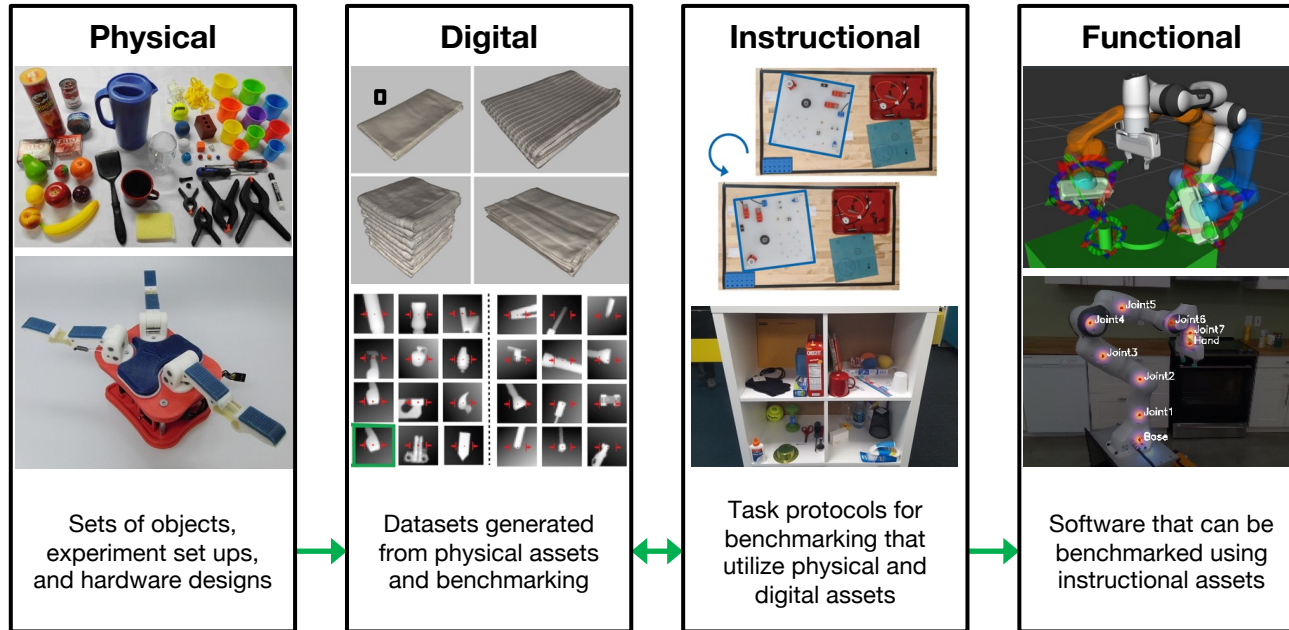 Physical
Sets of objects,
experiment set ups,
and hardware designs
Digital
Datasets generated
from physical assets
and benchmarking
Instructional
Task protocols for
benchmarking that
utilize physical and
digital assets
Functional
Joint5
Joint4
Joint6
Joint7
Hand
Joint3
Joint2
Joint1
Base
Software that can be
benchmarked using
instructional assets